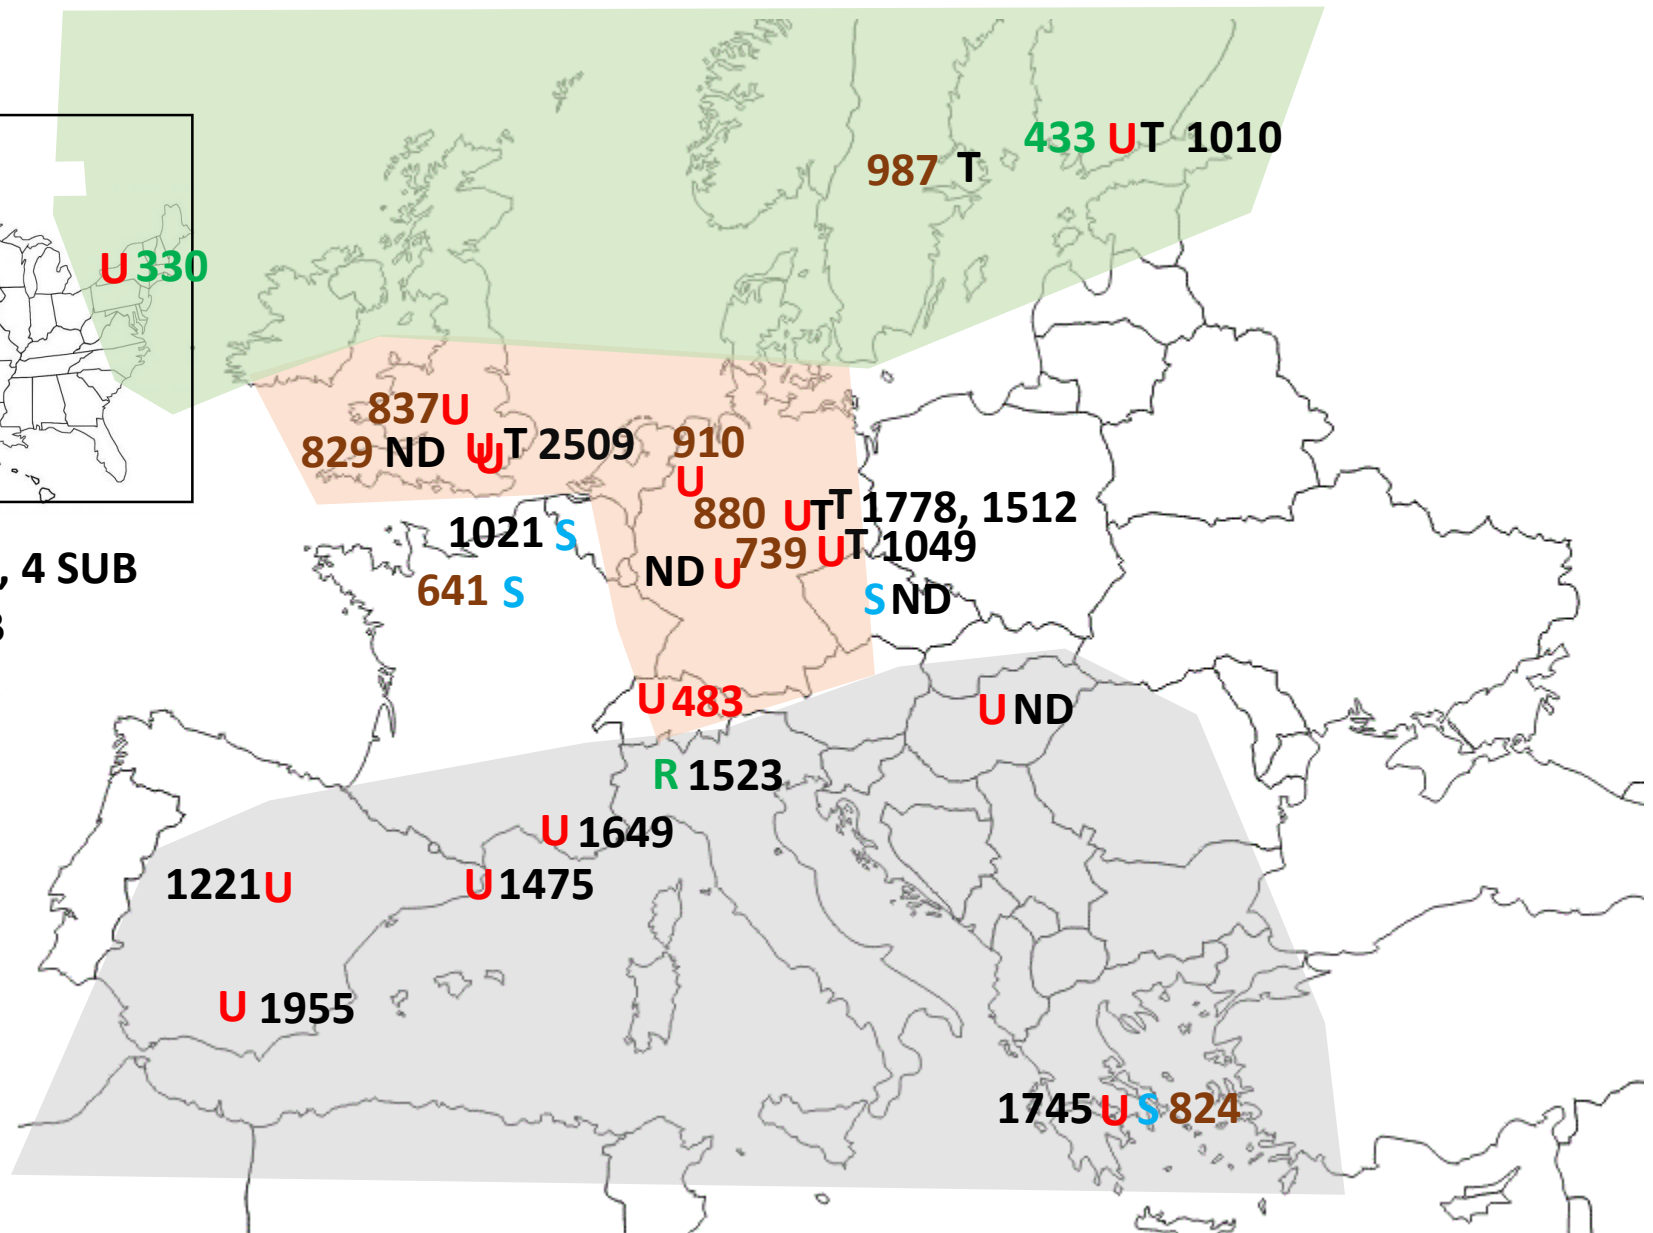 433 U T 1010
987 T
U 330
837 U
829 ND U U T 2509
910
U
880 U T T 1778, 1512
1021 S
739 U T 1049
ND U
, 4 SUB
641 S
S ND
U 483
U ND
R 1523
U 1649
1221 U
U 1475
U 1955
1745 U S 824